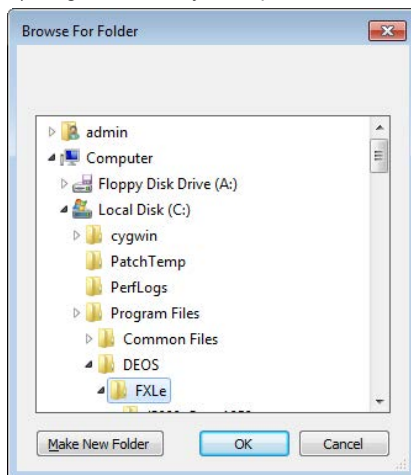 Browse For Folder
admin
Computer
Floppy Disk Drive (A:)
Local Disk (C:)
cygwin
PatchTemp
PerfLogs
Program Files
Common Files
DEOS
FXLe
Make New Folder
OK
Cancel